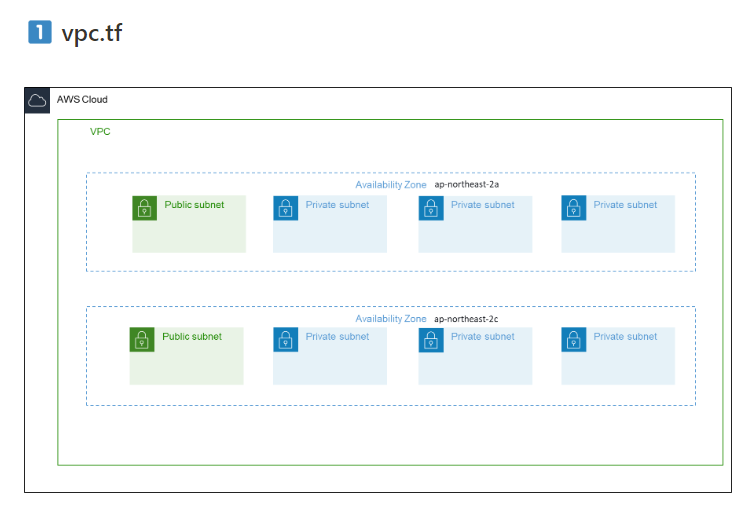 1 vpc.tf
AWS Cloud
VPC
Availability Zone ap-northeast-2a
Public subnet
Private subnet
Private subnet
Private subnet
Availability Zone ap-northeast-2c
Public subnet
Private subnet
Private subnet
Private subnet